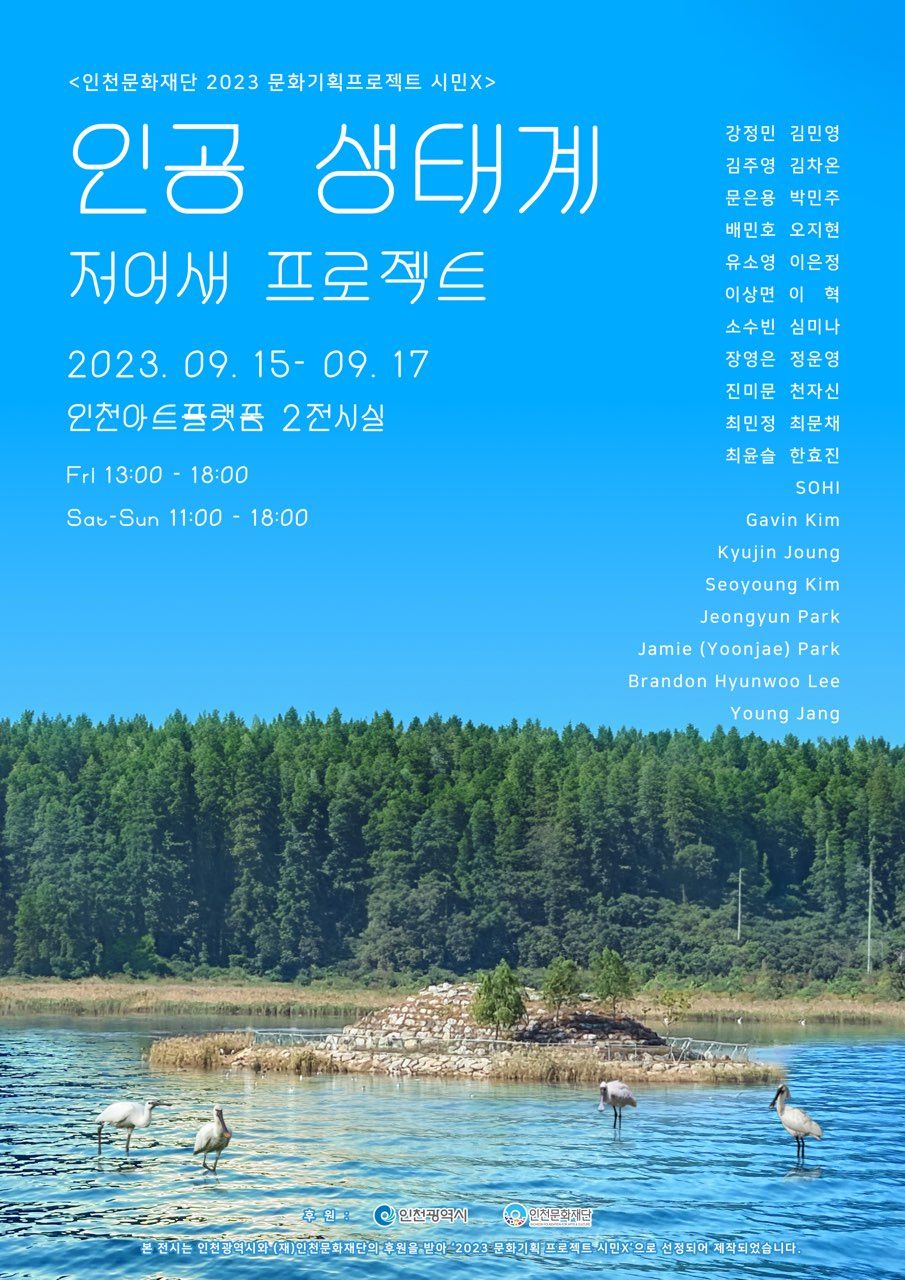 <인천문화재단 2023 문화기획프로젝트 시민X>
인공 생태계
저어새 프로젝트
2023. 09. 15- 09. 17
인천아트플랫폼 2전시실
Fri 13:00 - 18:00
Sat-Sun 11:00 - 18:00
강정민 김민영
김주영 김차온
문은용 박민주
배민호 오지현
유소영 이은정
이상면 이 혁
소수빈 심미나
장영은 정운영
진미문 천자신
최민정 최문채
최윤슬 한효진
SOHI
Gavin Kim
Kyujin Joung
Seoyoung Kim
Jeongyun Park
Jamie (Yoonjae) Park
Brandon Hyunwoo Lee
Young Jang
후 원 : 인천광역시 인천문화재단
본 전시는 인천광역시와 (재)인천문화재단의 후원을 받아 '2023 문화기획 프로젝트 시민X'으로 선정되어 제작되었습니다.